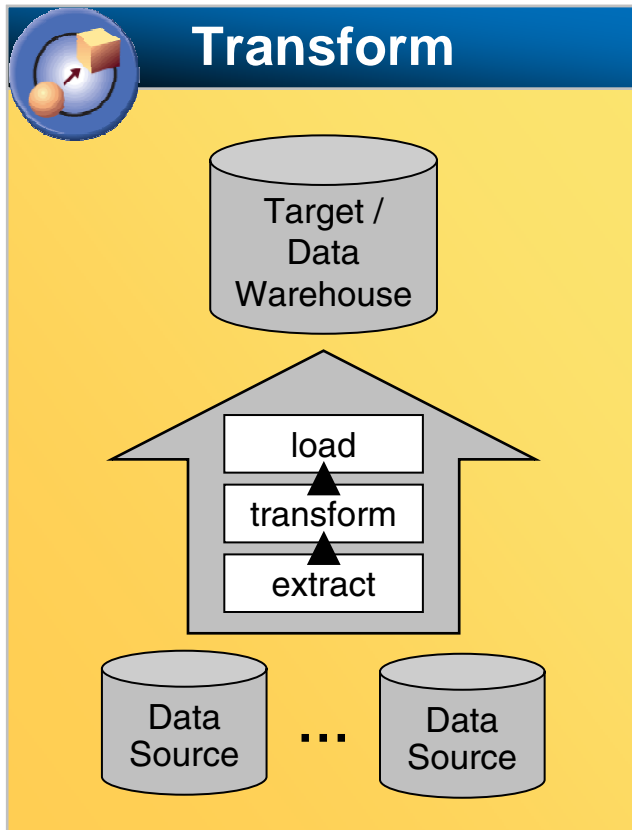 Transform
Target /
Data
Warehouse
load
transform
extract
Data
Source
...
Data
Source